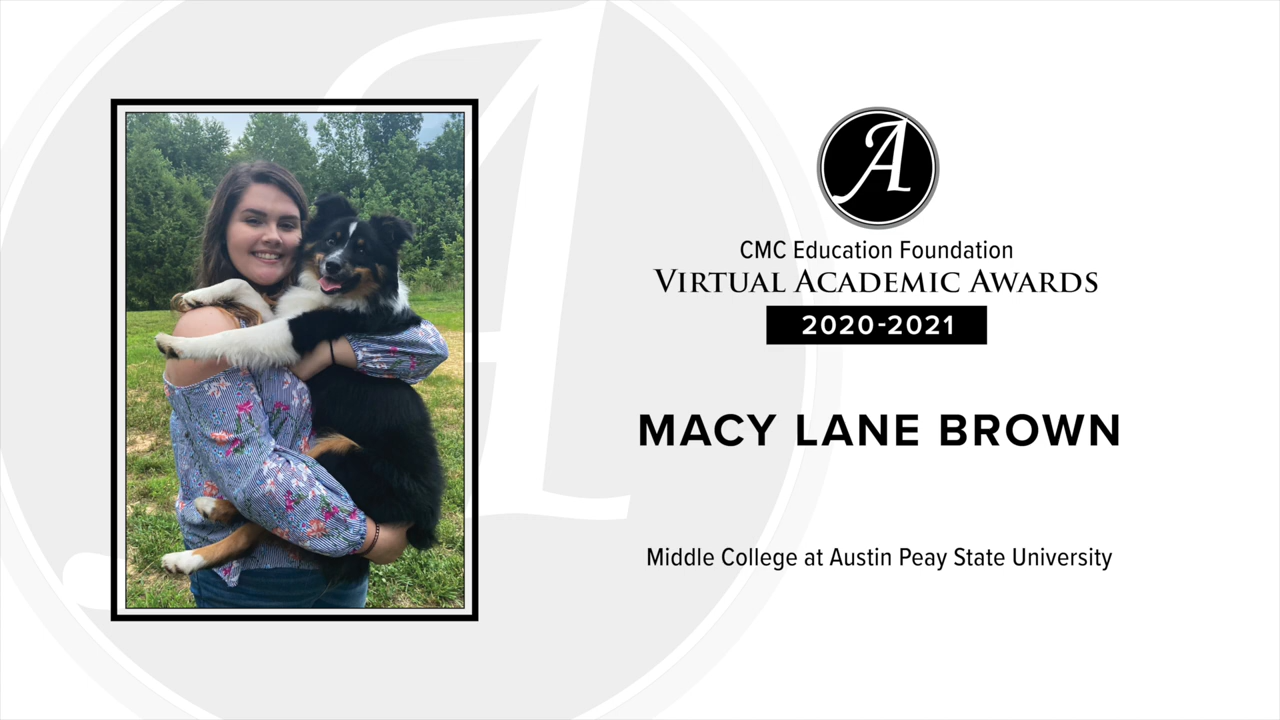 A
CMC Education Foundation
VIRTUAL ACADEMIC AWARDS
2020-2021
MACY LANE BROWN
Middle College at Austin Peay State University